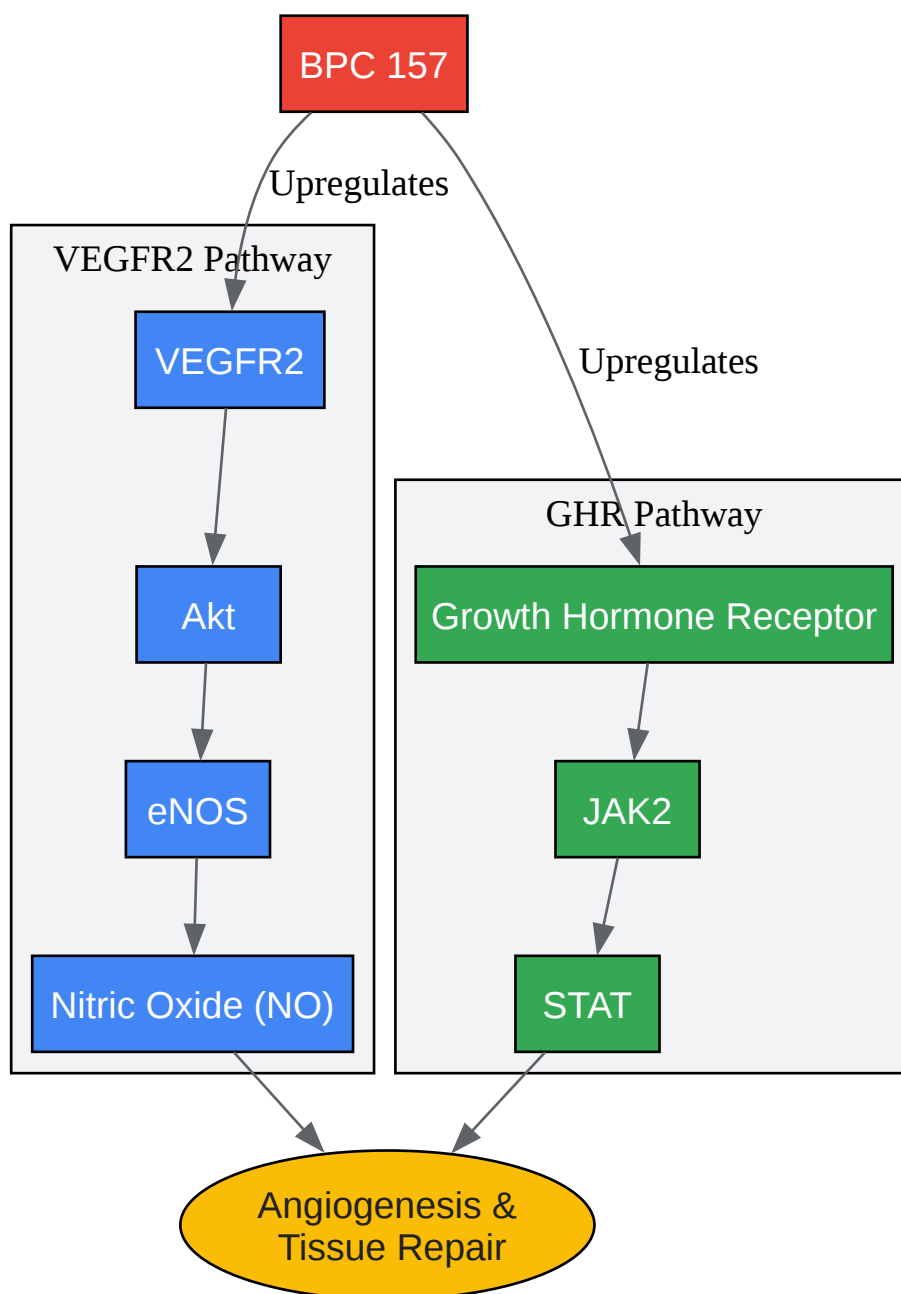 BPC 157
Upregulates
VEGFR2 Pathway
VEGFR2
Upregulates
GHR Pathway
Akt
Growth Hormone Receptor
eNOS
JAK2
Nitric Oxide (NO)
STAT
Angiogenesis &
Tissue Repair